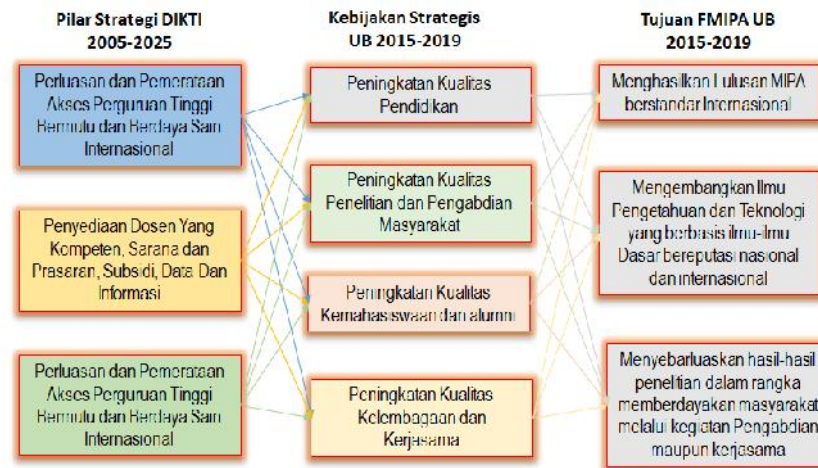 Pilar Strategi DIKTI
2005-2025
Perluasan dan Pemerataan
Akses Perguruan Tinggi
Bermutu dan Berdaya Sain
Internasional
Penyediaan Dosen Yang
Kompeten, Sarana dan
Prasaran, Subsidi, Data Dan
Informasi
Perluasan dan Pemerataan
Akses Perguruan Tinggi
Bermutu dan Berdaya Sain
Internasional
Kebijakan Strategis
UB 2015-2019
Peningkatan Kualitas
Pendidikan
Peningkatan Kualitas
Penelitian dan Pengabdian
Masyarakat
Peningkatan Kualitas
Kemahasiswaan dan alumni
Peningkatan Kualitas
Kelembagaan dan
Kerjasama
Tujuan FMIPA UB
2015-2019
Menghasilkan Lulusan MIPA
berstandar Internasional
Mengembangkan Ilmu
Pengetahuan dan Teknologi
yang berbasis ilmu-ilmu
Dasar bereputasi nasional
dan internasional
Menyebarluaskan hasil-hasil
penelitian dalam rangka
memberdayakan masyarakat
melalui kegiatan Pengabdian
maupun kerjasama